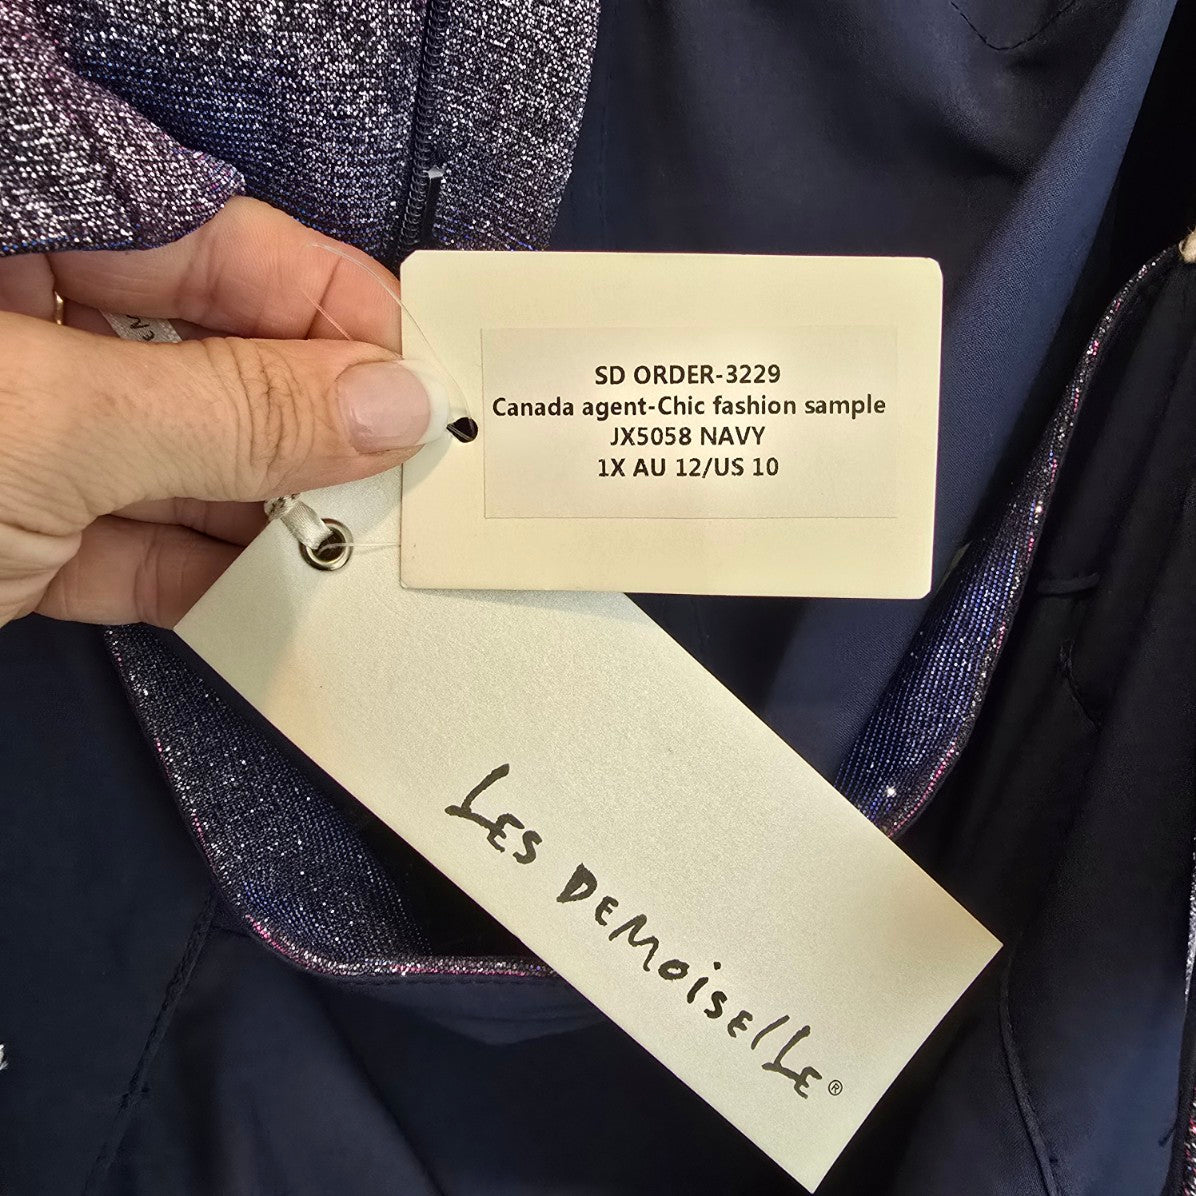 SD ORDER-3229
Canada agent-Chic fashion sample
JX5058 NAVY
1X AU 12/US 10
LES DEMOISELLE®